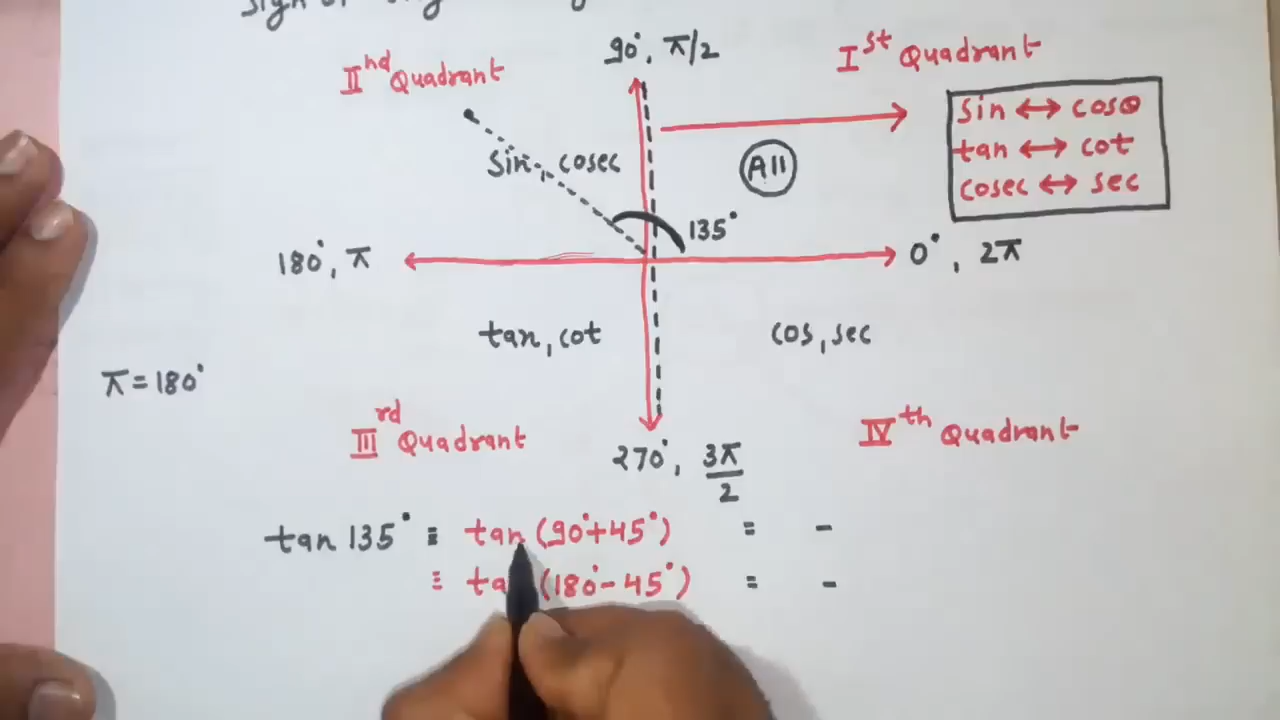 90°, π/2
Ist Quadrant
IInd Quadrant
sin ↔ cosθ
tan ↔ cot
cosec ↔ sec
Sin, cosec
All
135°
180°, π
0°, 2π
tan, cot
cos, sec
π = 180°
IIIrd Quadrant
IVth Quadrant
270°, 3π/2
tan 135° = tan (90°+45°) = -
= ta (180°- 45°) = -